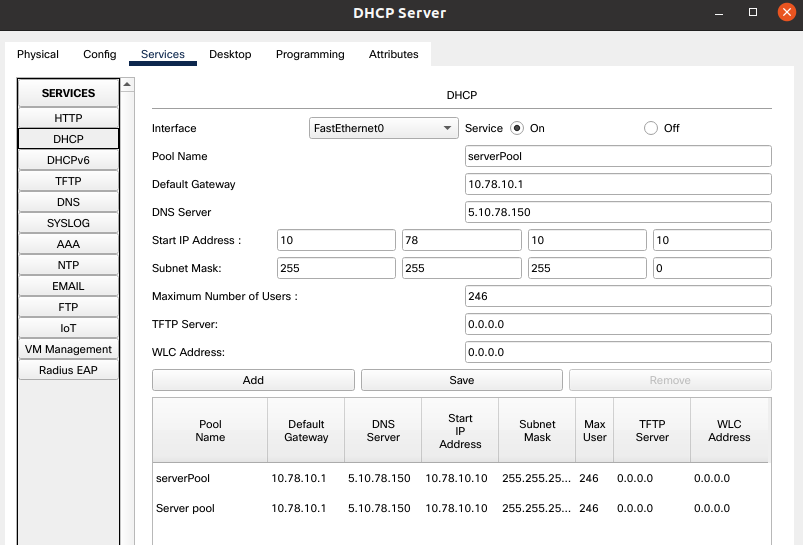 DHCP Server
Physical Config Services Desktop Programming Attributes
SERVICES
HTTP
DHCP
DHCPv6
TFTP
DNS
SYSLOG
AAA
NTP
EMAIL
FTP
IoT
VM Management
Radius EAP
DHCP
Interface FastEthernet0 Service On Off
Pool Name serverPool
Default Gateway 10.78.10.1
DNS Server 5.10.78.150
Start IP Address : 10 78 10 10
Subnet Mask: 255 255 255 0
Maximum Number of Users : 246
TFTP Server: 0.0.0.0
WLC Address: 0.0.0.0
Add Save Remove
Pool Name Default Gateway DNS Server Start IP Address Subnet Mask Max User TFTP Server WLC Address
serverPool 10.78.10.1 5.10.78.150 10.78.10.10 255.255.25... 246 0.0.0.0 0.0.0.0
Server pool 10.78.10.1 5.10.78.150 10.78.10.10 255.255.25... 246 0.0.0.0 0.0.0.0